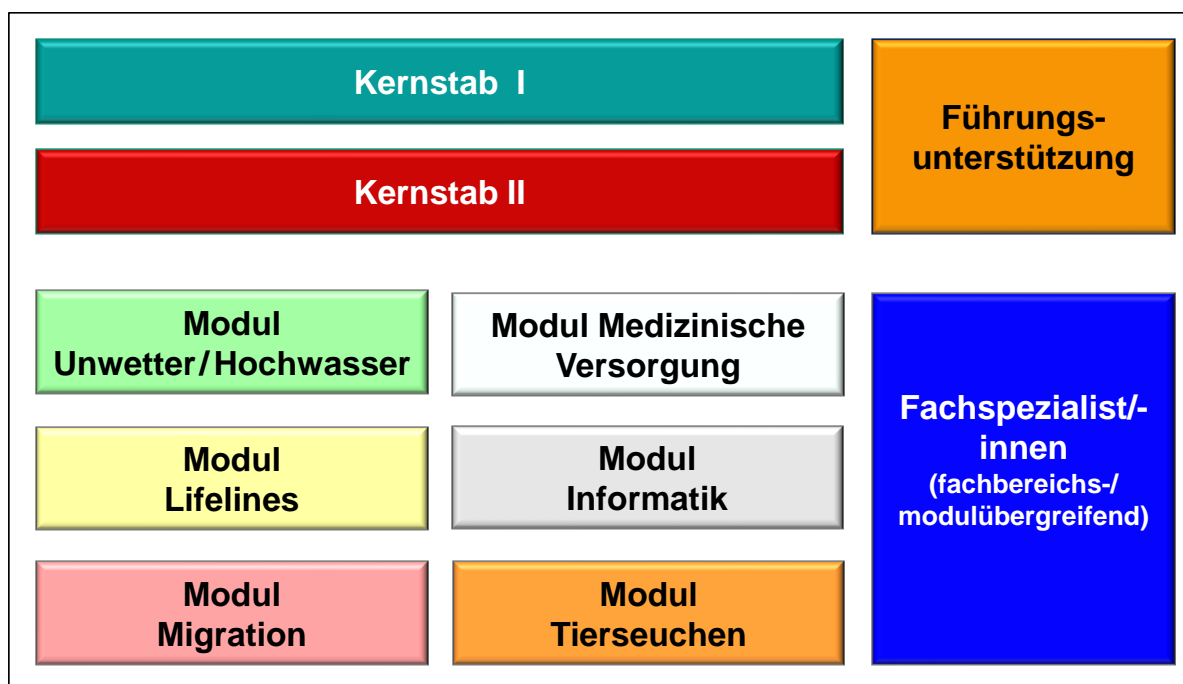 Kernstab I
Kernstab II
Führungs-
unterstützung
Modul
Unwetter/Hochwasser
Modul Medizinische
Versorgung
Modul
Lifelines
Modul
Informatik
Modul
Migration
Modul
Tierseuchen
Fachspezialist/-
innen
(fachbereichs-/
modulübergreifend)